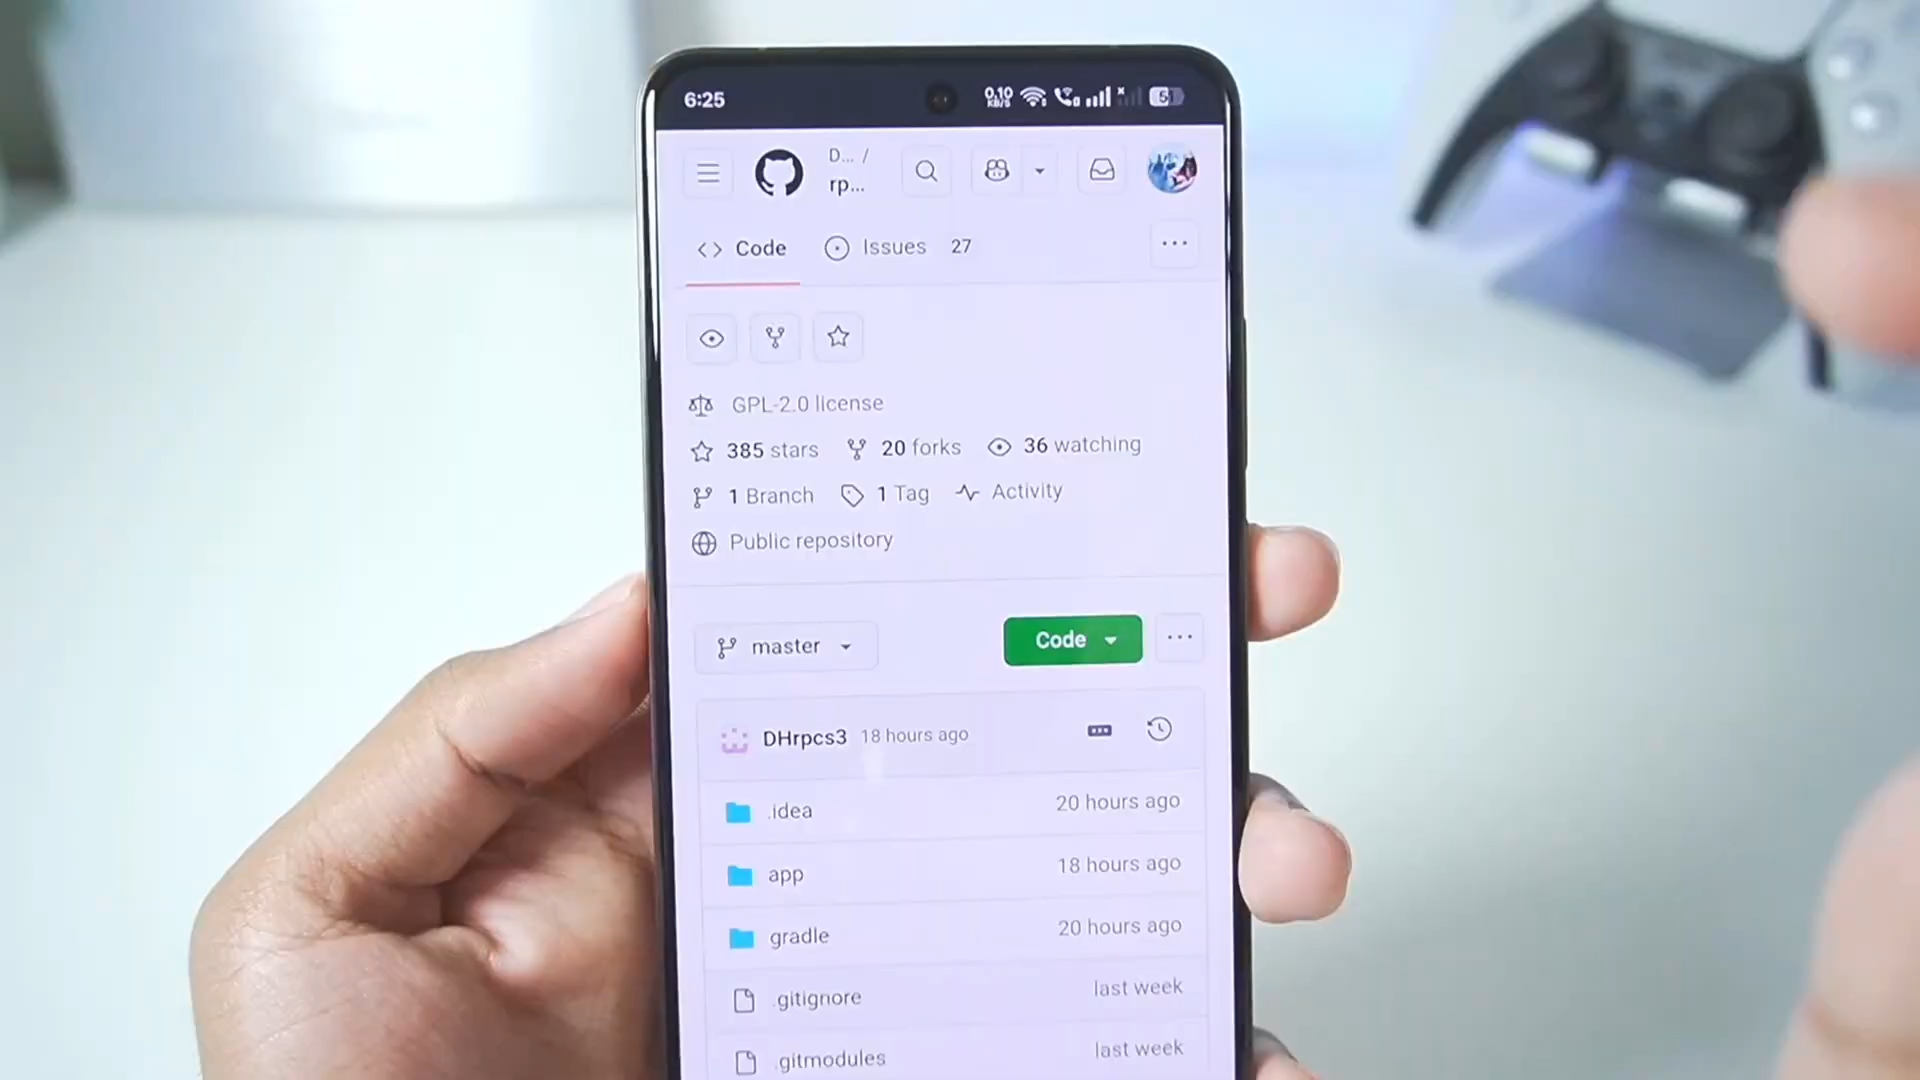 6:25 0.10 KB/S 51
D... /
rp...
Code Issues 27
GPL-2.0 license
385 stars 20 forks 36 watching
1 Branch 1 Tag Activity
Public repository
master Code
DHrpcs3 18 hours ago
.idea 20 hours ago
app 18 hours ago
gradle 20 hours ago
.gitignore last week
.gitmodules last week